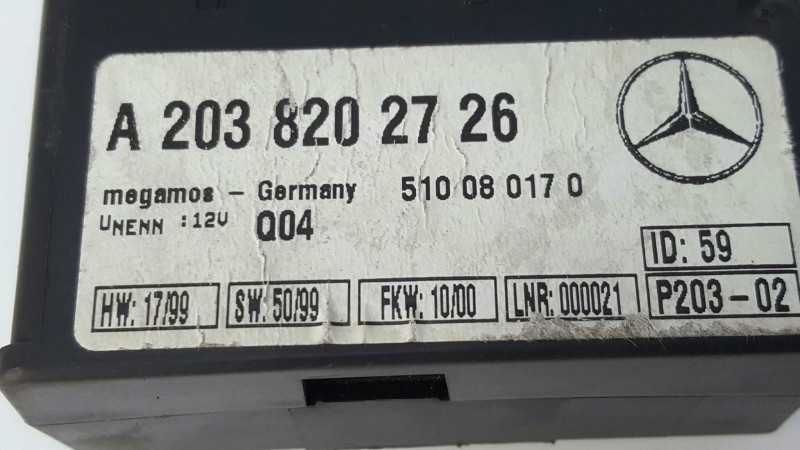 A 203 820 27 26
megamos - Germany 510 08 017 0
UNENN :12V Q04
ID: 59
HW: 17/99 SW: 50/99 FKW: 10/00 LNR: 000021 P203-02